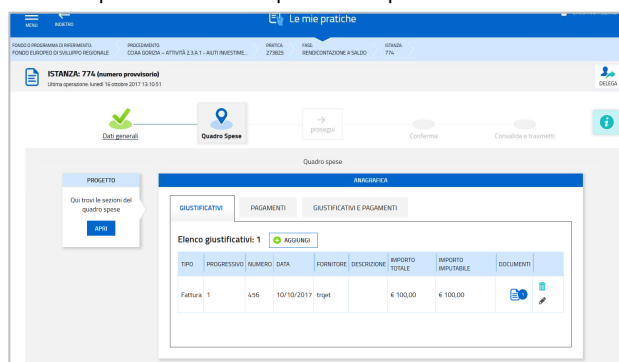 MENU
INDIETRO
Le mie pratiche
FONDO O PROGRAMMA DI RIFERIMENTO: PROCEDIMENTO: PRATICA: FASE: ISTANZA:
FONDO EUROPEO DI SVILUPPO REGIONALE CCIAA GORIZIA – ATTIVITÀ 2.3.A.1 - AIUTI INVESTIME... 273825 RENDICONTAZIONE A SALDO 774
ISTANZA: 774 (numero provvisorio)
Ultima operazione: lunedì 16 ottobre 2017 13:10:51
DELEGA
Dati generali
Quadro Spese
prosegui
Conferma
Convalida e trasmetti
Quadro spese
PROGETTO
Qui trovi le sezioni del
quadro spese
APRI
ANAGRAFICA
GIUSTIFICATIVI PAGAMENTI GIUSTIFICATIVI E PAGAMENTI
Elenco giustificativi: 1 AGGIUNGI
TIPO PROGRESSIVO NUMERO DATA FORNITORE DESCRIZIONE IMPORTO TOTALE IMPORTO IMPUTABILE DOCUMENTI
Fattura 1 456 10/10/2017 trqet € 100,00 € 100,00 1